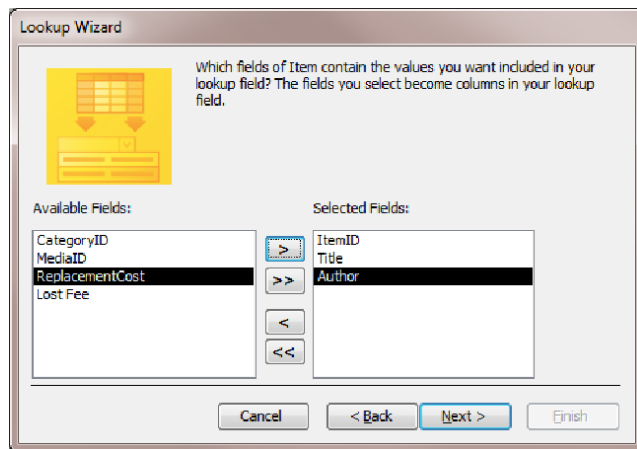 Lookup Wizard
Which fields of Item contain the values you want included in your
lookup field? The fields you select become columns in your lookup
field.
Available Fields:
Selected Fields:
CategoryID
MediaID
ReplacementCost
Lost Fee
>
>>
<
<<
ItemID
Title
Author
Cancel
< Back
Next >
Finish